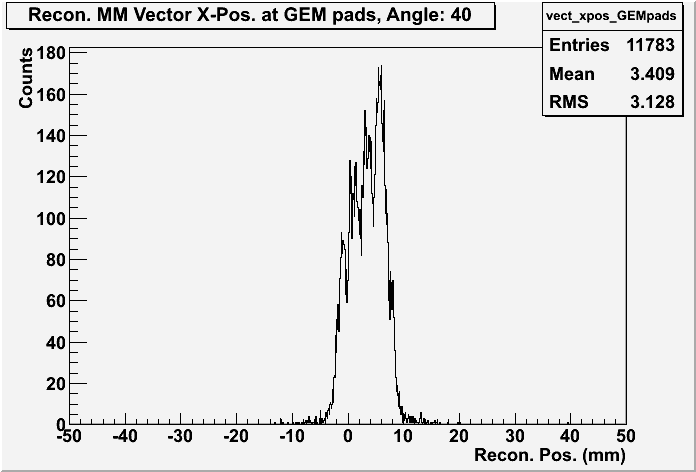 Recon. MM Vector X-Pos. at GEM pads, Angle: 40
vect_xpos_GEMpads
Entries 11783
Mean 3.409
RMS 3.128
Counts
180
160
140
120
100
80
60
40
20
0
-50 -40 -30 -20 -10 0 10 20 30 40 50
Recon. Pos. (mm)